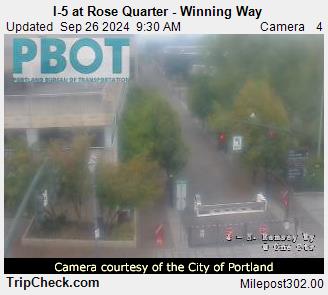 I-5 at Rose Quarter - Winning Way
Updated Sep 26 2024 9:30 AM Camera 4
PBOT
PORTLAND BUREAU OF TRANSPORTATION
Camera courtesy of the City of Portland
TripCheck.com Milepost302.00